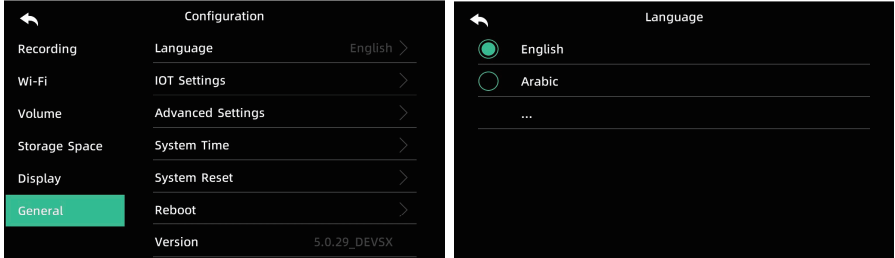 Configuration
Recording
Wi-Fi
Volume
Storage Space
Display
General
Language English
IOT Settings
Advanced Settings
System Time
System Reset
Reboot
Version 5.0.29_DEVSX
Language
English
Arabic
...